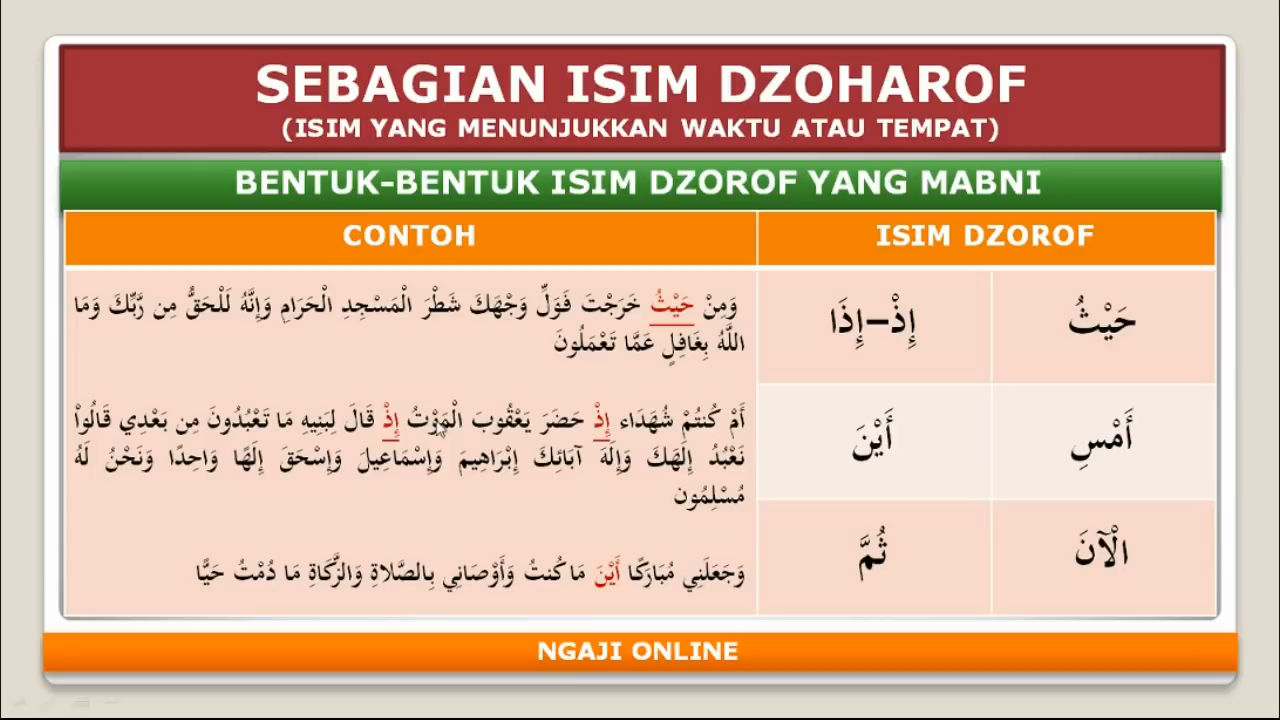 SEBAGIAN ISIM DZOHAROF
(ISIM YANG MENUNJUKKAN WAKTU ATAU TEMPAT)
BENTUK-BENTUK ISIM DZOROF YANG MABNI
CONTOH
ISIM DZOROF
وَمِنْ حَيْثُ خَرَجْتَ فَوَلِّ وَجْهَكَ شَطْرَ الْمَسْجِدِ الْحَرَامِ وَإِنَّهُ لَلْحَقُّ مِن رَّبِّكَ وَمَا
اللَّهُ بِغَافِلٍ عَمَّا تَعْمَلُونَ
أَمْ كُنتُمْ شُهَدَاء إِذْ حَضَرَ يَعْقُوبَ الْمَوْتُ إِذْ قَالَ لِبَنِيهِ مَا تَعْبُدُونَ مِن بَعْدِي قَالُواْ
نَعْبُدُ إِلَهَكَ وَإِلَهَ آبَائِكَ إِبْرَاهِيمَ وَإِسْمَاعِيلَ وَإِسْحَقَ إِلَهًا وَاحِدًا وَنَحْنُ لَهُ
مُسْلِمُون
وَجَعَلَنِي مُبَارَكًا أَيْنَ مَا كُنتُ وَأَوْصَانِي بِالصَّلاةِ وَالزَّكَاةِ مَا دُمْتُ حَيًّا
حَيْثُ
إِذْ–إِذَا
أَمْسِ
أَيْنَ
الْآنَ
ثُمَّ
NGAJI ONLINE